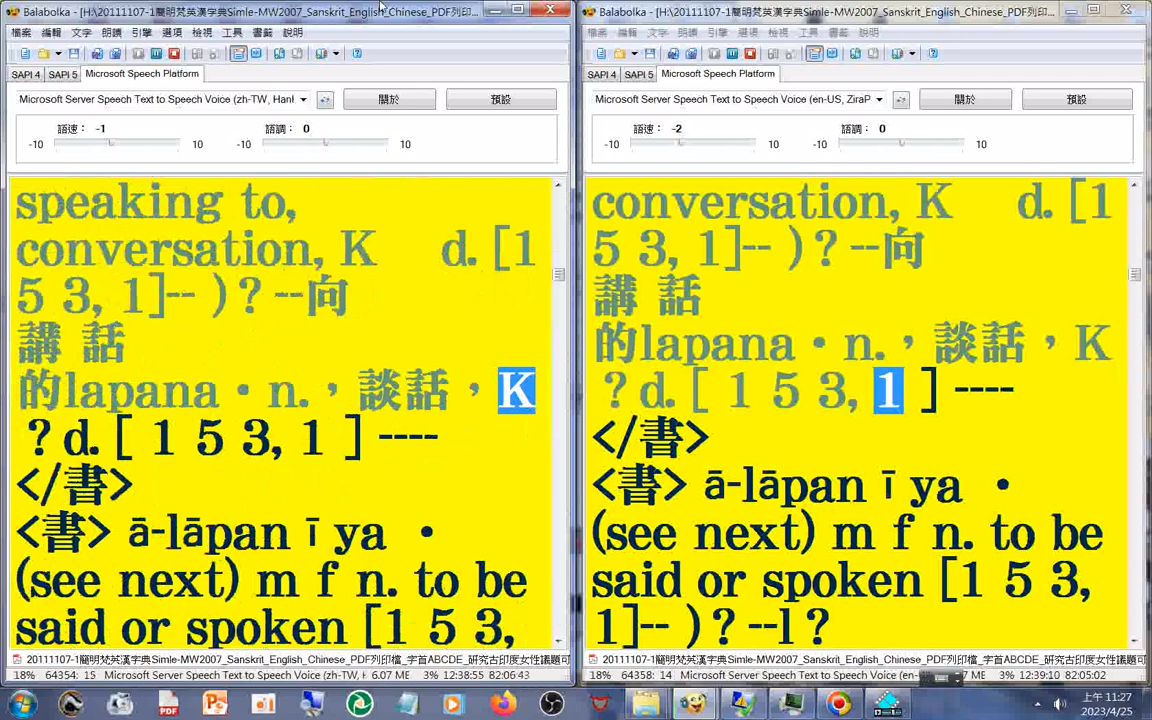 Balabolka - [H:\20111107-1簡明梵英漢字典Simle-MW2007_Sanskrit_English_Chinese_PDF列印...
檔案 編輯 文字 朗讀 引擎 選項 檢視 工具 書籤 說明
SAPI 4 SAPI 5 Microsoft Speech Platform
Microsoft Server Speech Text to Speech Voice (zh-TW, HanI
關於 預設
語速： -1 語調： 0
-10 10 -10 10
speaking to,
conversation, K d. [1
5 3, 1]-- )？--向
講 話
的lapana‧n.，談話，K
？d. [ 1 5 3, 1 ] ----
</書>
<書> ā-lāpan ī ya ‧
(see next) m f n. to be
said or spoken [1 5 3,
20111107-1簡明梵英漢字典Simle-MW2007_Sanskrit_English_Chinese_PDF列印檔_字首ABCDE_研究古印度女性議題可
18% 64354: 15 Microsoft Server Speech Text to Speech Voice (zh-TW, 6.07 ME 3% 12:38:55 82:06:43
Balabolka - [H:\20111107-1簡明梵英漢字典Simle-MW2007_Sanskrit_English_Chinese_PDF列印...
檔案 編輯 文字 朗讀 引擎 選項 檢視 工具 書籤 說明
SAPI 4 SAPI 5 Microsoft Speech Platform
Microsoft Server Speech Text to Speech Voice (en-US, ZiraP
關於 預設
語速： -2 語調： 0
-10 10 -10 10
conversation, K d. [1
5 3, 1]-- )？--向
講 話
的lapana‧n.，談話，K
？d. [ 1 5 3, 1 ] ----
</書>
<書> ā-lāpan ī ya ‧
(see next) m f n. to be
said or spoken [1 5 3,
1]-- )？--l？
20111107-1簡明梵英漢字典Simle-MW2007_Sanskrit_English_Chinese_PDF列印檔_字首ABCDE_研究古印度女性議題可
18% 64358: 14 Microsoft Server Speech Text to Speech Voice (en-US, 3% 12:39:10 82:05:02
上午 11:27
2023/4/25